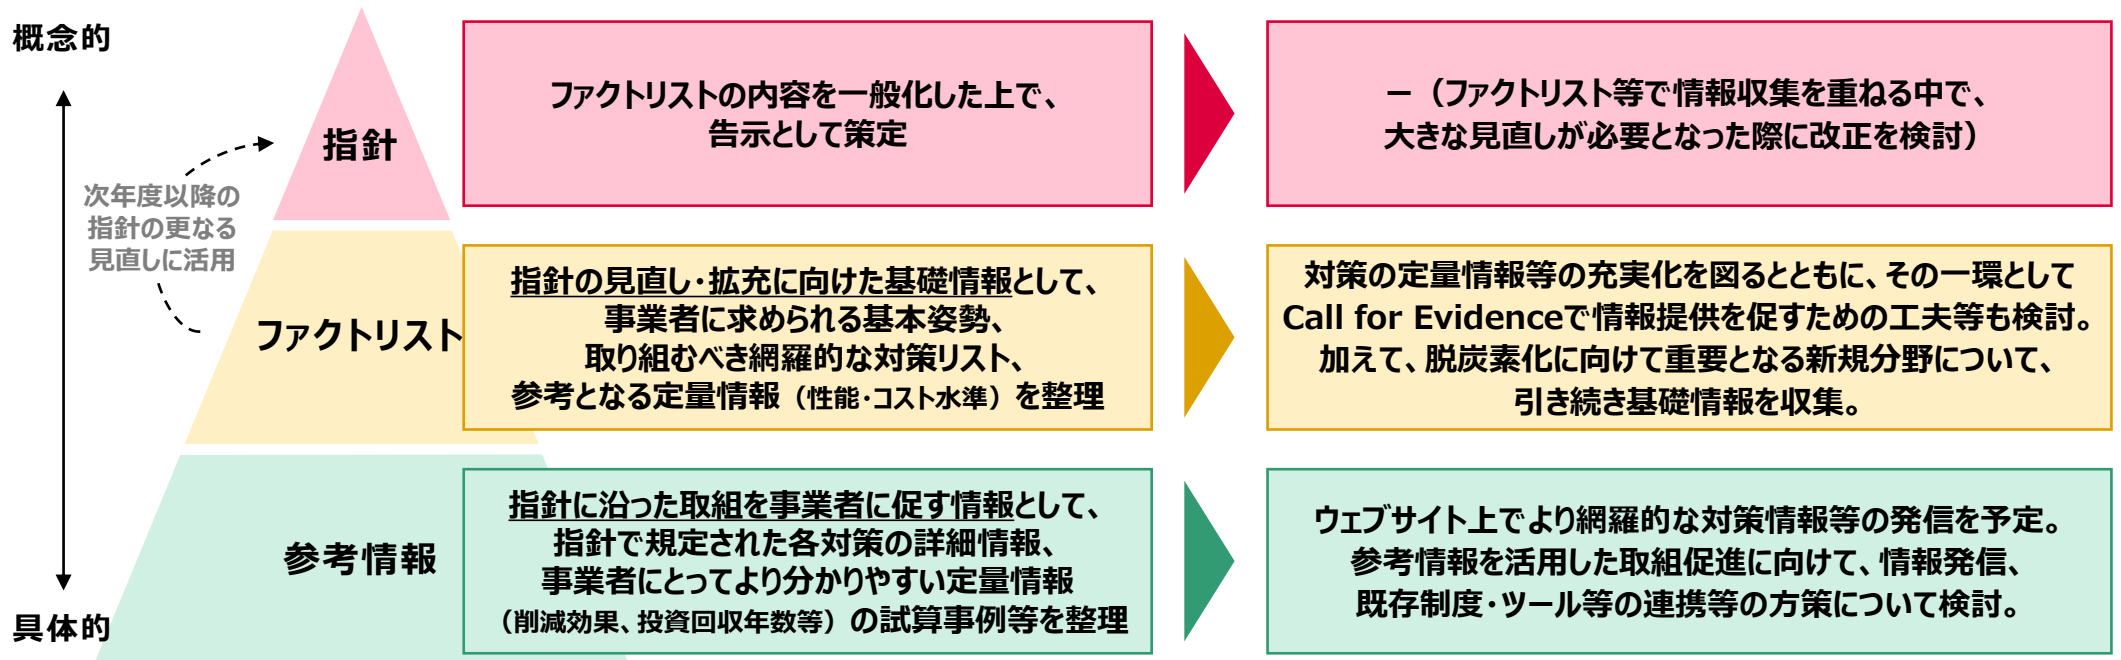 概念的
指針
次年度以降の
指針の更なる
見直しに活用
ファクトリスト
参考情報
具体的
ファクトリストの内容を一般化した上で、
告示として策定
ー（ファクトリスト等で情報収集を重ねる中で、
大きな見直しが必要となった際に改正を検討）
指針の見直し・拡充に向けた基礎情報として、
事業者に求められる基本姿勢、
取り組むべき網羅的な対策リスト、
参考となる定量情報（性能・コスト水準）を整理
対策の定量情報等の充実化を図るとともに、その一環として
Call for Evidenceで情報提供を促すための工夫等も検討。
加えて、脱炭素化に向けて重要となる新規分野について、
引き続き基礎情報を収集。
指針に沿った取組を事業者に促す情報として、
指針で規定された各対策の詳細情報、
事業者にとってより分かりやすい定量情報
（削減効果、投資回収年数等）の試算事例等を整理
ウェブサイト上でより網羅的な対策情報等の発信を予定。
参考情報を活用した取組促進に向けて、情報発信、
既存制度・ツール等の連携等の方策について検討。